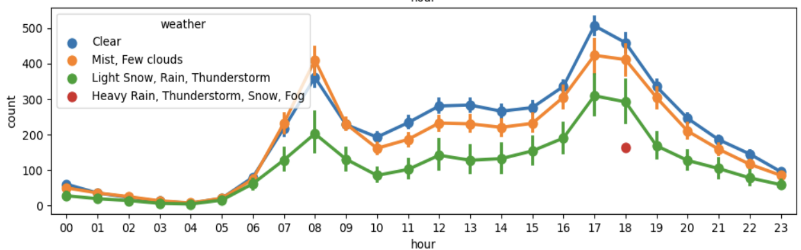 hour
weather
Clear
Mist, Few clouds
Light Snow, Rain, Thunderstorm
Heavy Rain, Thunderstorm, Snow, Fog
count
500
400
300
200
100
0
00 01 02 03 04 05 06 07 08 09 10 11 12 13 14 15 16 17 18 19 20 21 22 23
hour